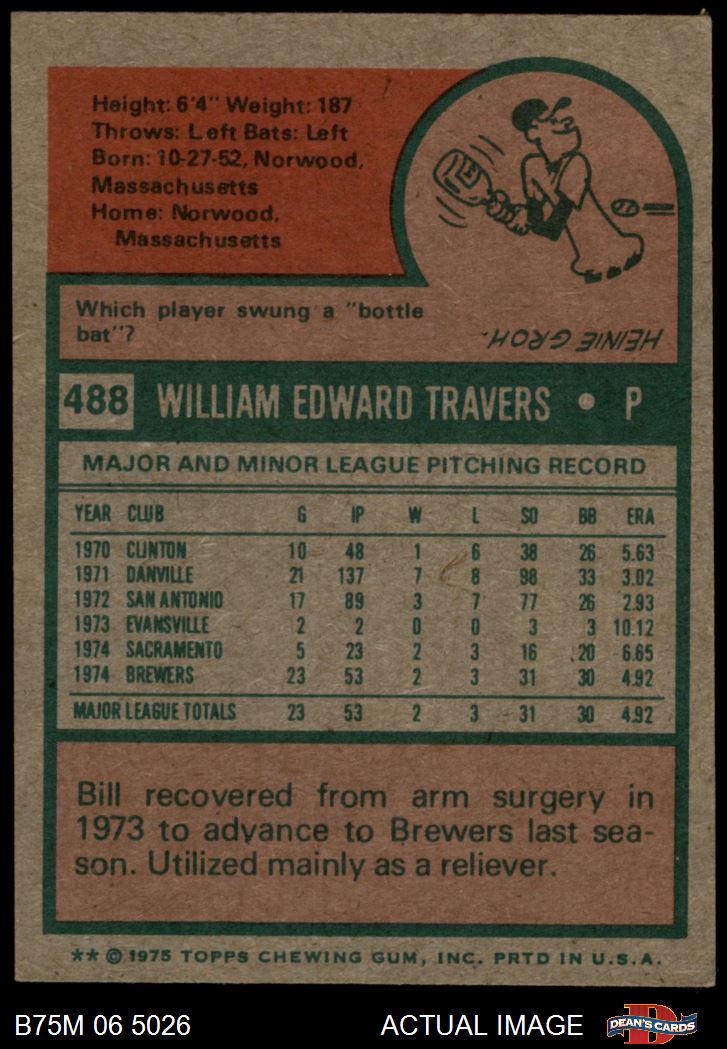 Height: 6'4" Weight: 187
Throws: Left Bats: Left
Born: 10-27-52, Norwood,
Massachusetts
Home: Norwood,
Massachusetts
Which player swung a "bottle
bat"?
HEINIE GROH.
488 WILLIAM EDWARD TRAVERS • P
MAJOR AND MINOR LEAGUE PITCHING RECORD
YEAR CLUB G IP W L SO BB ERA
1970 CLINTON 10 48 1 6 38 26 5.63
1971 DANVILLE 21 137 7 8 98 33 3.02
1972 SAN ANTONIO 17 89 3 7 77 26 2.93
1973 EVANSVILLE 2 2 0 0 3 3 10.12
1974 SACRAMENTO 5 23 2 3 16 20 6.65
1974 BREWERS 23 53 2 3 31 30 4.92
MAJOR LEAGUE TOTALS 23 53 2 3 31 30 4.92
Bill recovered from arm surgery in
1973 to advance to Brewers last sea-
son. Utilized mainly as a reliever.
** © 1975 TOPPS CHEWING GUM, INC. PRTD IN U.S.A.
B75M 06 5026 ACTUAL IMAGE DEAN'S CARDS